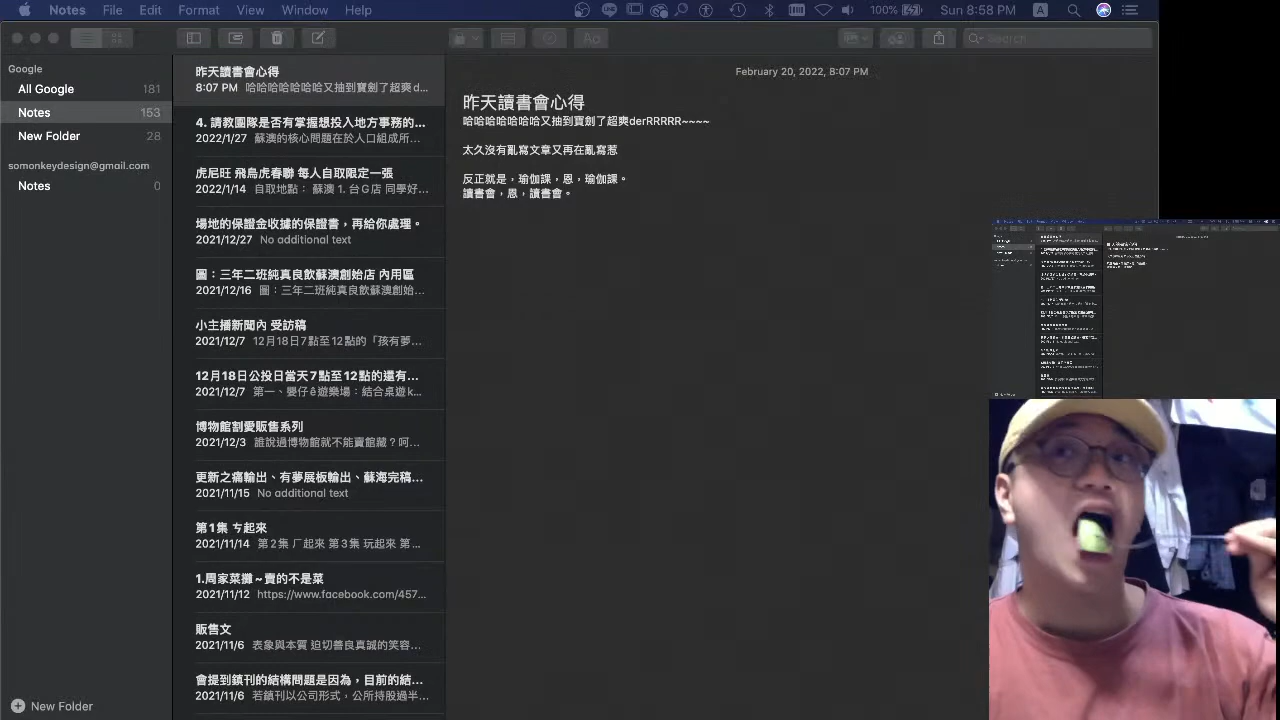 Notes File Edit Format View Window Help 100% Sun 8:58 PM A
Aa Search
Google
All Google 181
Notes 153
New Folder 28
somonkeydesign@gmail.com
Notes 0
New Folder
昨天讀書會心得
8:07 PM 哈哈哈哈哈哈哈又抽到寶劍了超爽 d...
4. 請教團隊是否有掌握想投入地方事務的...
2022/1/27 蘇澳的核心問題在於人口組成所...
虎尼旺 飛鳥虎春聯 每人自取限定一張
2022/1/14 自取地點： 蘇澳 1. 台G店 同學好...
場地的保證金收據的保證書，再給你處理。
2021/12/27 No additional text
圖：三年二班純真良飲蘇澳創始店 內用區
2021/12/16 圖：三年二班純真良飲蘇澳創始...
小主播新聞內 受訪稿
2021/12/7 12月18日7點至12點的「孩有夢...
12月18日公投日當天7點至12點的還有...
2021/12/7 第一、嬰仔ê遊樂場：結合桌遊k...
博物館割愛販售系列
2021/12/3 誰說過博物館就不能賣館藏？呵...
更新之痛輸出、有夢展板輸出、蘇海完稿...
2021/11/15 No additional text
第1集 ㄘ起來
2021/11/14 第2集 ㄏ起來 第3集 玩起來 第...
1.周家菜攤～賣的不是菜
2021/11/12 https://www.facebook.com/457...
販售文
2021/11/6 表象與本質 迫切善良真誠的笑容...
會提到鎮刊的結構問題是因為，目前的結...
2021/11/6 若鎮刊以公司形式，公所持股過半...
February 20, 2022, 8:07 PM
昨天讀書會心得
哈哈哈哈哈哈哈又抽到寶劍了超爽derRRRRR~~~~
太久沒有亂寫文章又再在亂寫惹
反正就是，瑜伽課，恩，瑜伽課。
讀書會，恩，讀書會。